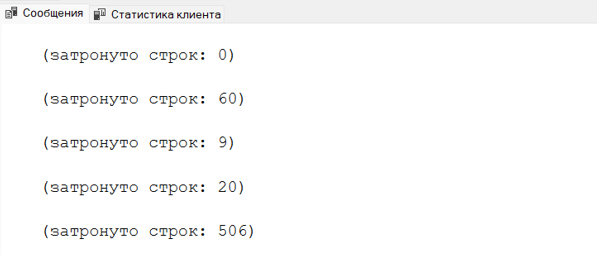 Сообщения Статистика клиента
(затронуто строк: 0)
(затронуто строк: 60)
(затронуто строк: 9)
(затронуто строк: 20)
(затронуто строк: 506)